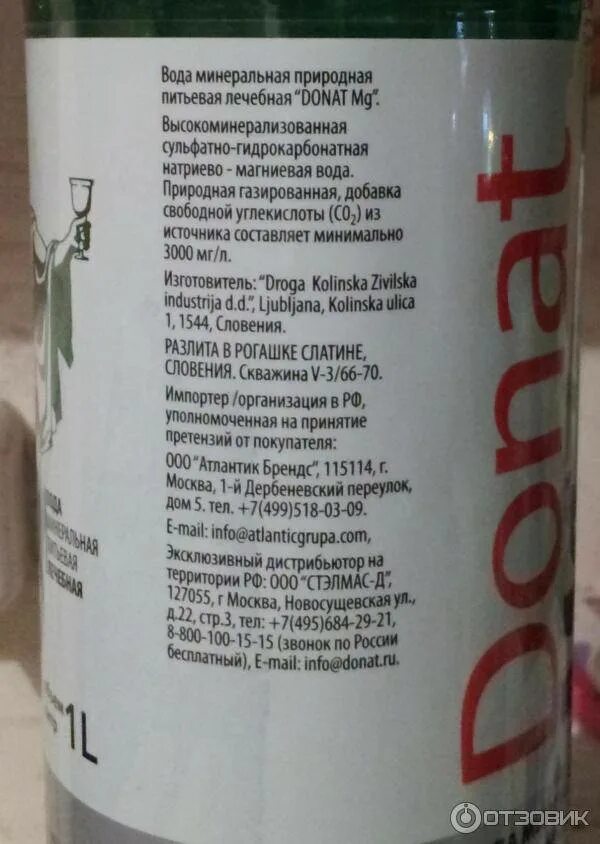 Вода минеральная природная
питьевая лечебная "DONAT Mg".
Высокоминерализованная
сульфатно-гидрокарбонатная
натриево - магниевая вода.
Природная газированная, добавка
свободной углекислоты (CO₂) из
источника составляет минимально
3000 мг/л.
Изготовитель: "Droga Kolinska Zivilska
industrija d.d.", Ljubljana, Kolinska ulica
1, 1544, Словения.
РАЗЛИТА В РОГАШКЕ СЛАТИНЕ,
СЛОВЕНИЯ. Скважина V-3/66-70.
Импортер /организация в РФ,
уполномоченная на принятие
претензий от покупателя:
ООО "Атлантик Брендс", 115114, г.
Москва, 1-й Дербеневский переулок,
дом 5. тел. +7(499)518-03-09.
E-mail: info@atlanticgrupa.com,
Эксклюзивный дистрибьютор на
территории РФ: ООО "СТЭЛМАС-Д",
127055, г Москва, Новосущевская ул.,
д.22, стр.3, тел: +7(495)684-29-21,
8-800-100-15-15 (звонок по России
бесплатный), E-mail: info@donat.ru.
Donat
1L
ОТЗОВИК